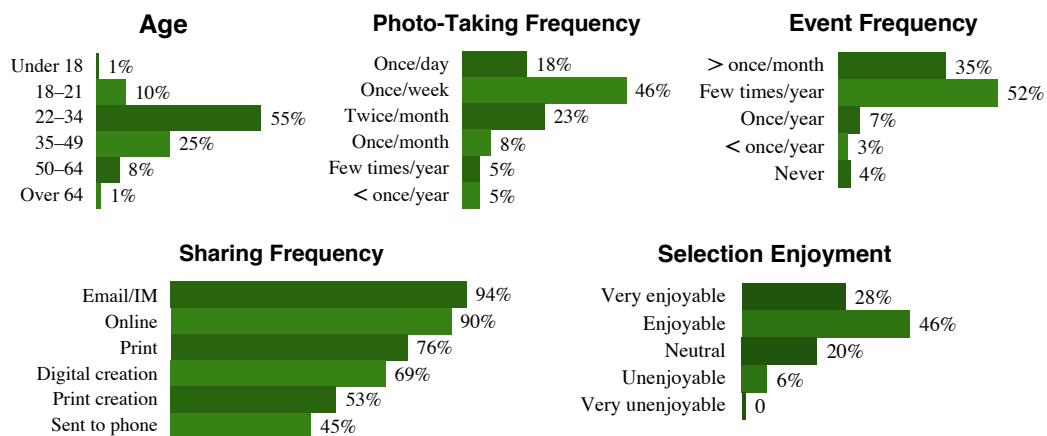 Age
Under 18 1%
18–21 10%
22–34 55%
35–49 25%
50–64 8%
Over 64 1%
Photo-Taking Frequency
Once/day 18%
Once/week 46%
Twice/month 23%
Once/month 8%
Few times/year 5%
< once/year 5%
Event Frequency
> once/month 35%
Few times/year 52%
Once/year 7%
< once/year 3%
Never 4%
Sharing Frequency
Email/IM 94%
Online 90%
Print 76%
Digital creation 69%
Print creation 53%
Sent to phone 45%
Selection Enjoyment
Very enjoyable 28%
Enjoyable 46%
Neutral 20%
Unenjoyable 6%
Very unenjoyable 0